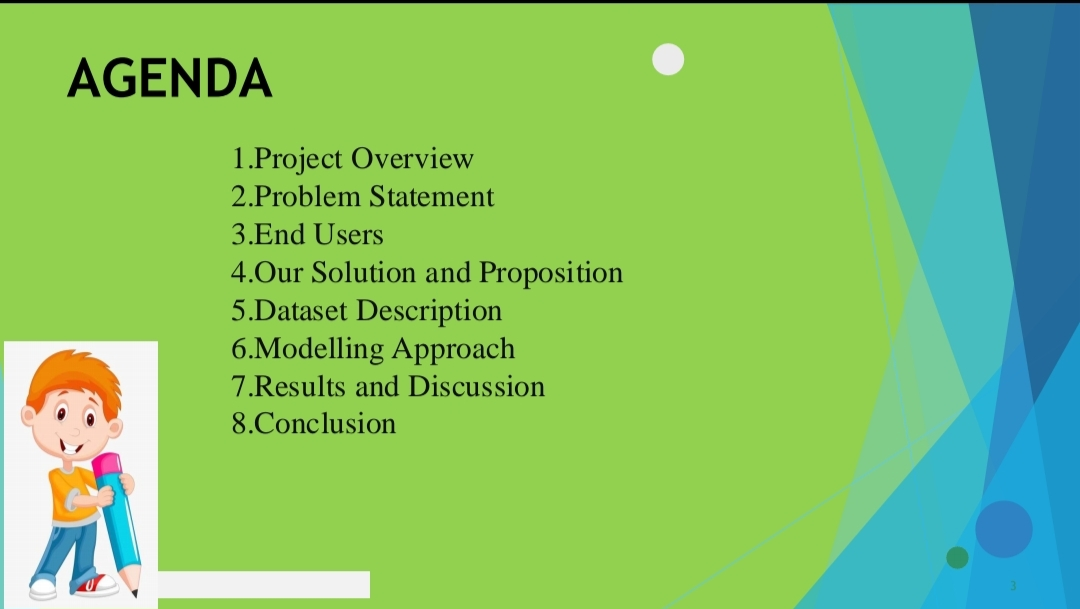 AGENDA
1.Project Overview
2.Problem Statement
3.End Users
4.Our Solution and Proposition
5.Dataset Description
6.Modelling Approach
7.Results and Discussion
8.Conclusion
3